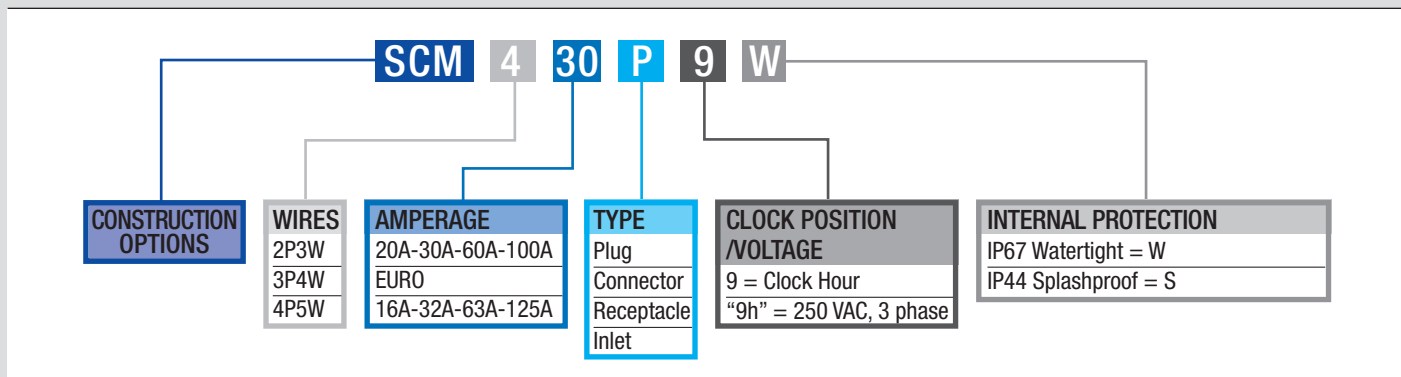 SCM 4 30 P 9 W
CONSTRUCTION
OPTIONS
WIRES
2P3W
3P4W
4P5W
AMPERAGE
20A-30A-60A-100A
EURO
16A-32A-63A-125A
TYPE
Plug
Connector
Receptacle
Inlet
CLOCK POSITION
/VOLTAGE
9 = Clock Hour
“9h” = 250 VAC, 3 phase
INTERNAL PROTECTION
IP67 Watertight = W
IP44 Splashproof = S